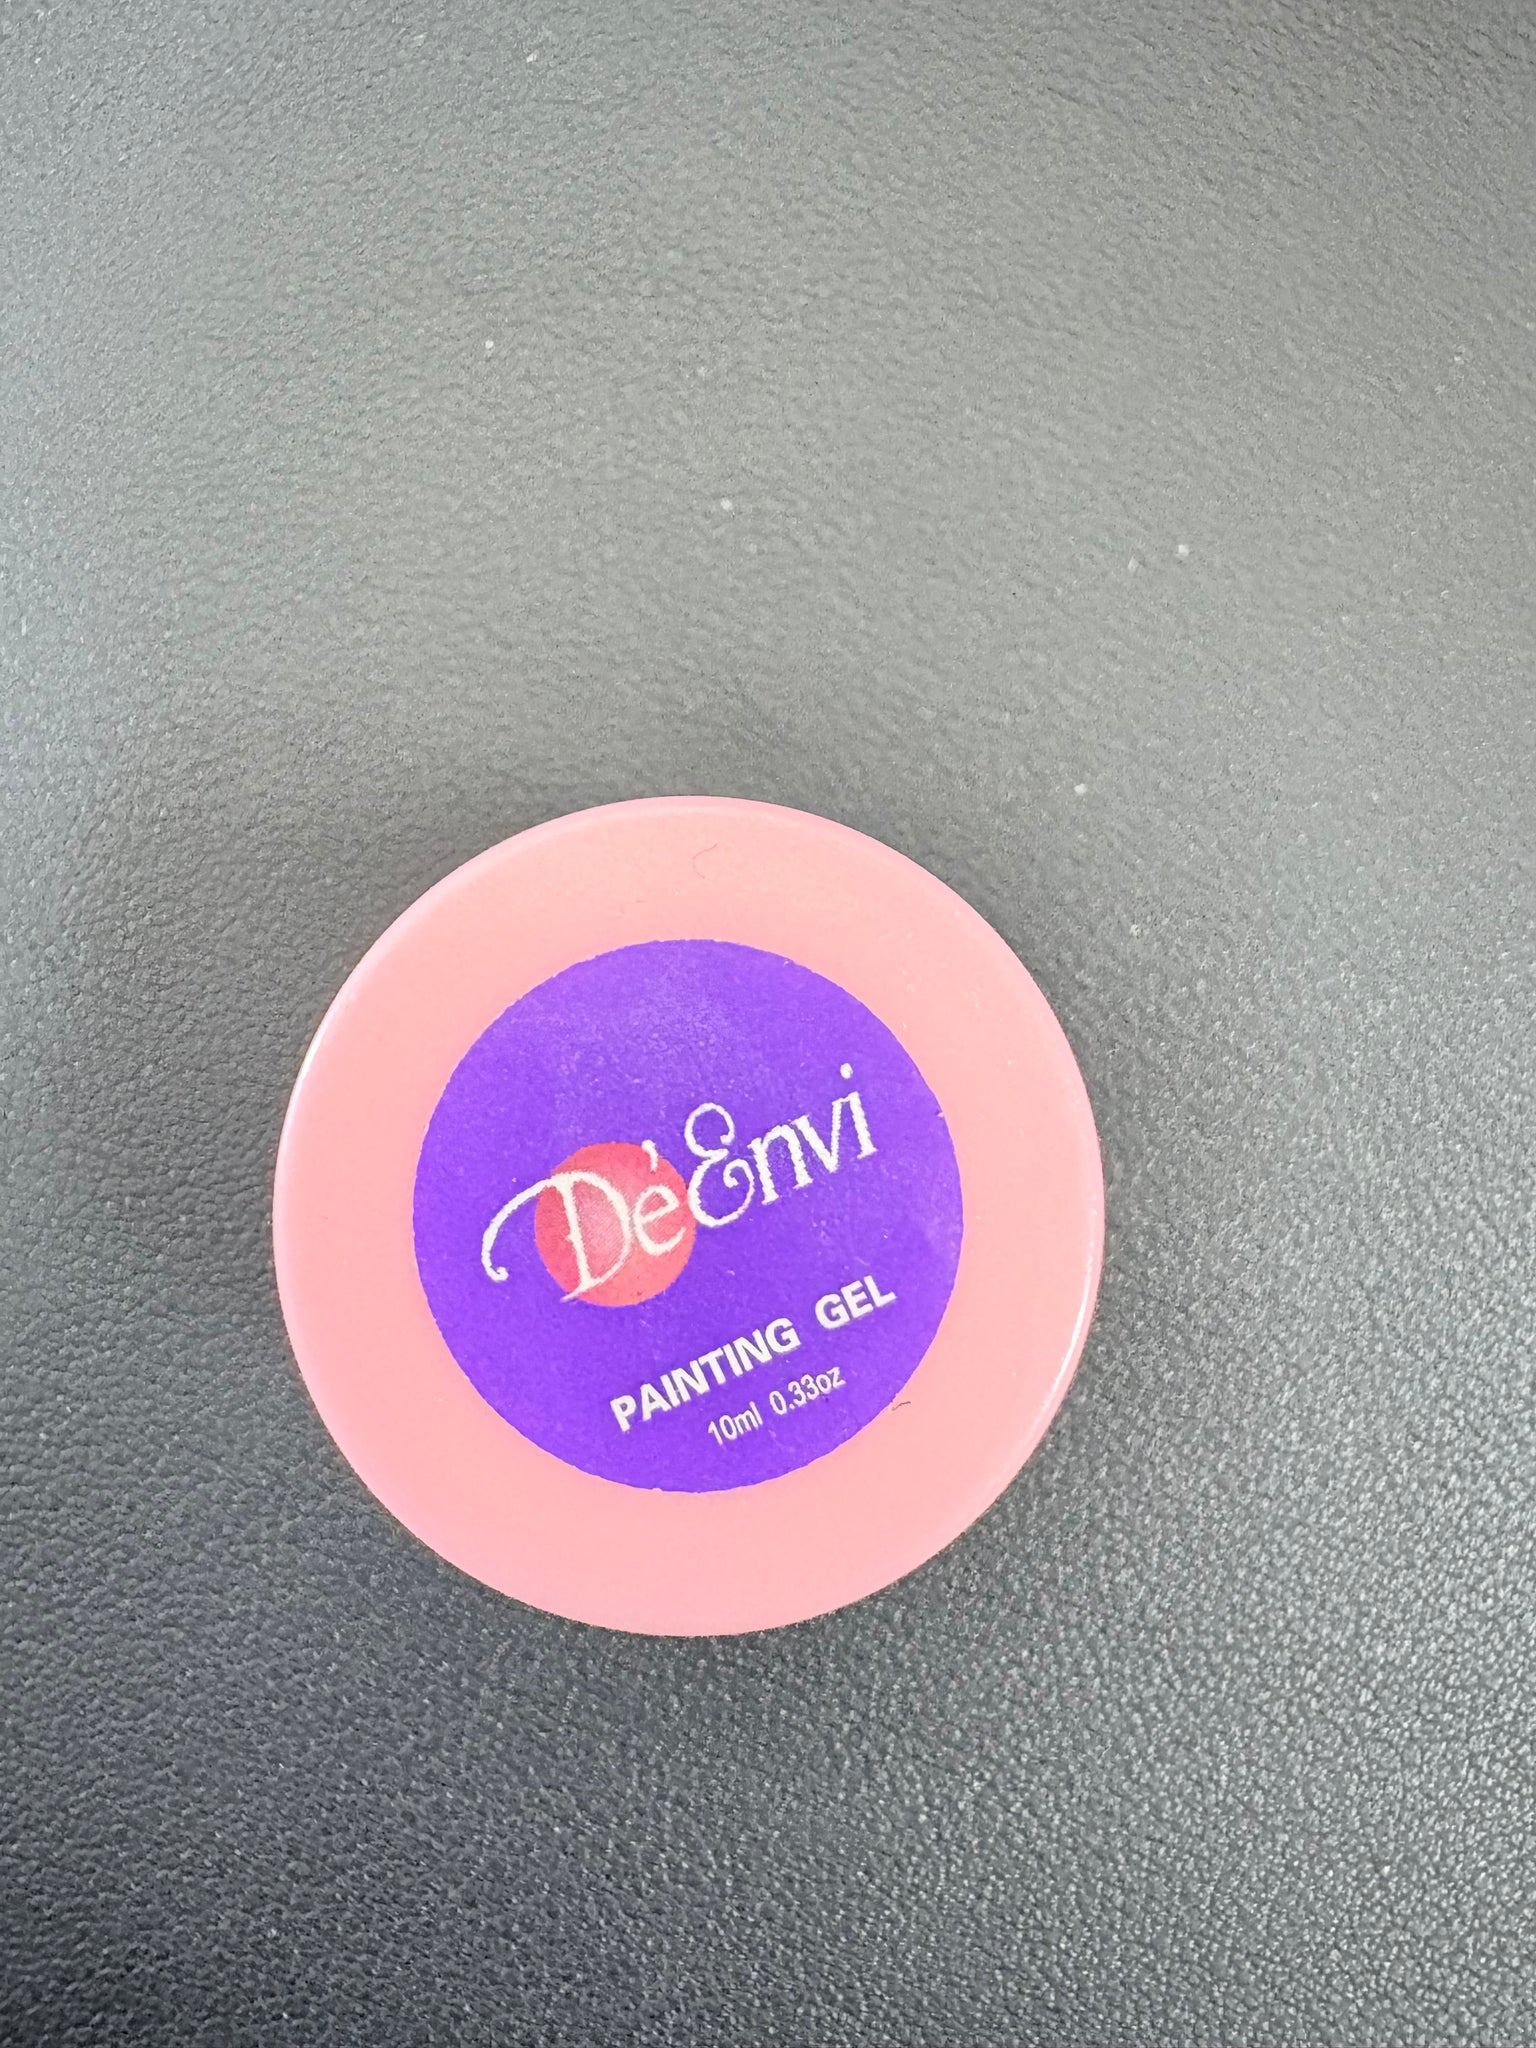 Dé Envi
PAINTING GEL
10ml 0.33oz